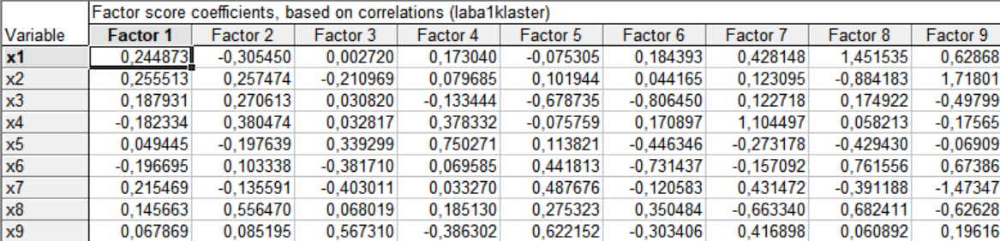 Factor score coefficients, based on correlations (laba1klaster)
Variable Factor 1 Factor 2 Factor 3 Factor 4 Factor 5 Factor 6 Factor 7 Factor 8 Factor 9
x1 0,244873 -0,305450 0,002720 0,173040 -0,075305 0,184393 0,428148 1,451535 0,62868
x2 0,255513 0,257474 -0,210969 0,079685 0,101944 0,044165 0,123095 -0,884183 1,71801
x3 0,187931 0,270613 0,030820 -0,133444 -0,678735 -0,806450 0,122718 0,174922 -0,49799
x4 -0,182334 0,380474 0,032817 0,378332 -0,075759 0,170897 1,104497 0,058213 -0,17565
x5 0,049445 -0,197639 0,339299 0,750271 0,113821 -0,446346 -0,273178 -0,429430 -0,06909
x6 -0,196695 0,103338 -0,381710 0,069585 0,441813 -0,731437 -0,157092 0,761556 0,67386
x7 0,215469 -0,135591 -0,403011 0,033270 0,487676 -0,120583 0,431472 -0,391188 -1,47347
x8 0,145663 0,556470 0,068019 0,185130 0,275323 0,350484 -0,663340 0,682411 -0,62628
x9 0,067869 0,085195 0,567310 -0,386302 0,622152 -0,303406 0,416898 0,060892 0,19616